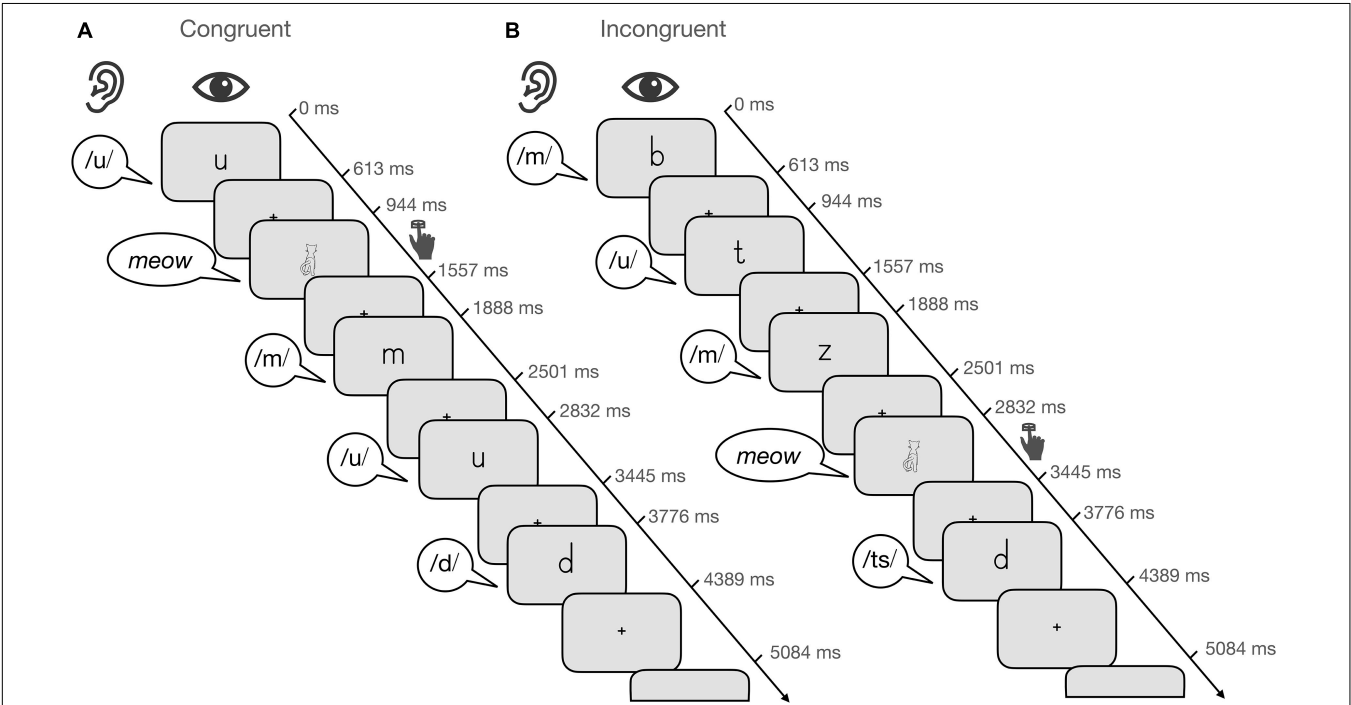 A Congruent
0 ms
/u/ u
613 ms
944 ms
meow
1557 ms
1888 ms
/m/ m
2501 ms
2832 ms
/u/ u
3445 ms
3776 ms
/d/ d
4389 ms
5084 ms
B Incongruent
0 ms
/m/ b
613 ms
944 ms
/u/ t
1557 ms
1888 ms
/m/ z
2501 ms
2832 ms
meow
3445 ms
3776 ms
/ts/ d
4389 ms
5084 ms